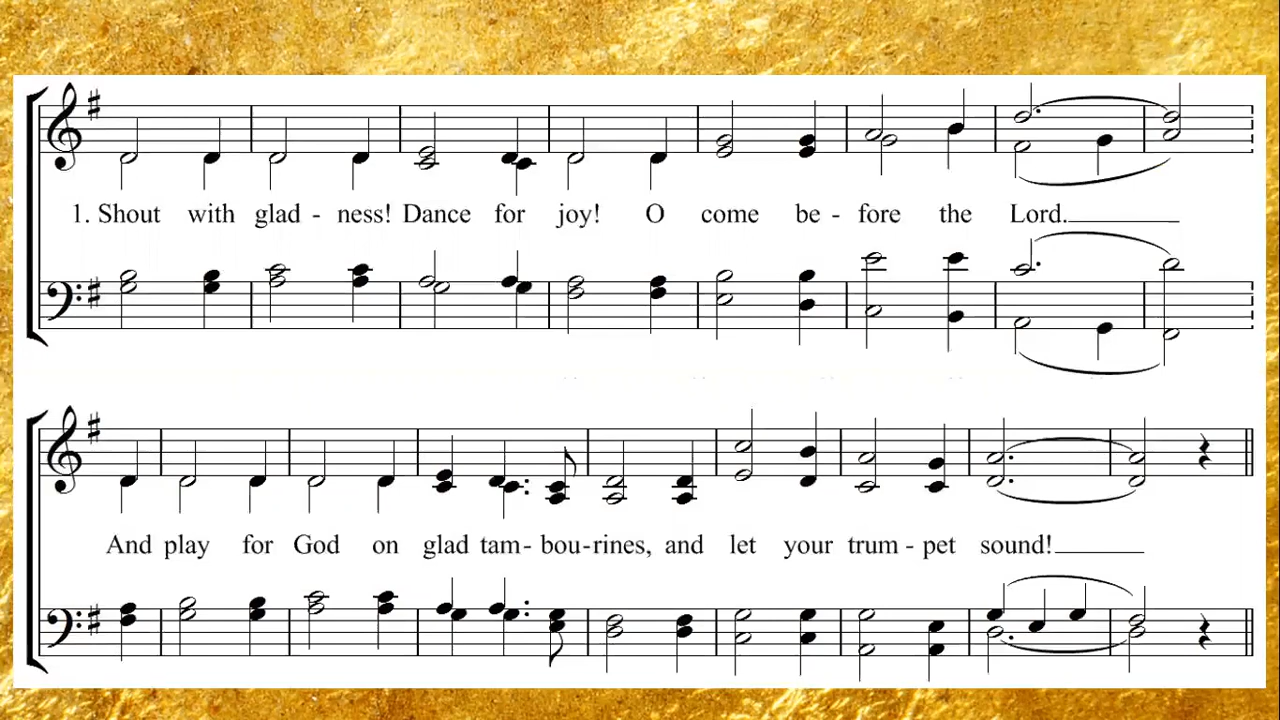 1. Shout with glad - ness! Dance for joy! O come be - fore the Lord.
And play for God on glad tam- bou-rines, and let your trum - pet sound!